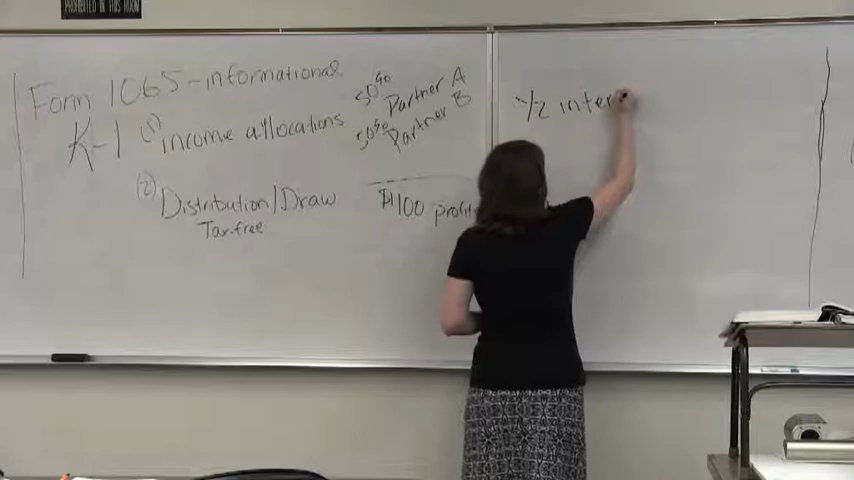 PROHIBITED IN THIS ROOM
Form 1065-informational
K-1 (1) income allocations
50% Partner A
50% Partner B
(2) Distribution/Draw
Tax-free
$100 profit
1/2 inter